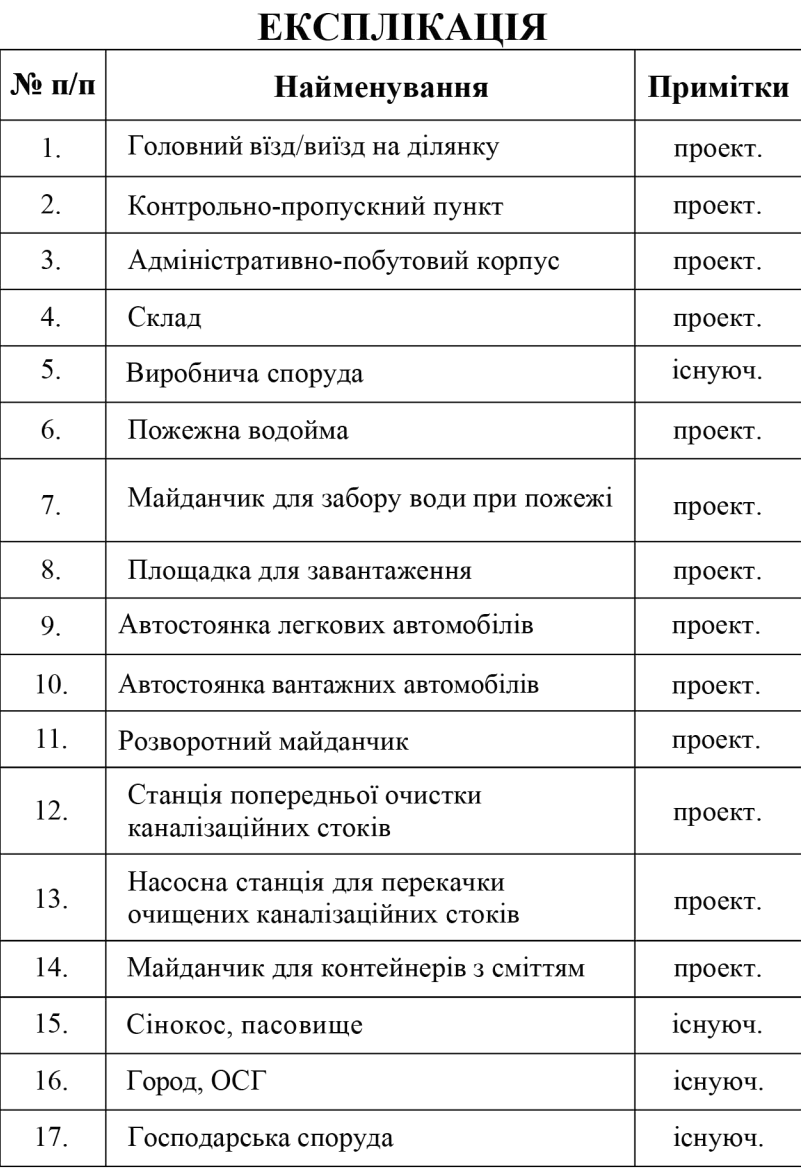 ЕКСПЛІКАЦІЯ
№ п/п Найменування Примітки
1. Головний вїзд/виїзд на ділянку проект.
2. Контрольно-пропускний пункт проект.
3. Адміністративно-побутовий корпус проект.
4. Склад проект.
5. Виробнича споруда існуюч.
6. Пожежна водойма проект.
7. Майданчик для забору води при пожежі проект.
8. Площадка для завантаження проект.
9. Автостоянка легкових автомобілів проект.
10. Автостоянка вантажних автомобілів проект.
11. Розворотний майданчик проект.
12. Станція попередньої очистки
каналізаційних стоків проект.
13. Насосна станція для перекачки
очищених каналізаційних стоків проект.
14. Майданчик для контейнерів з сміттям проект.
15. Сінокос, пасовище існуюч.
16. Город, ОСГ існуюч.
17. Господарська споруда існуюч.